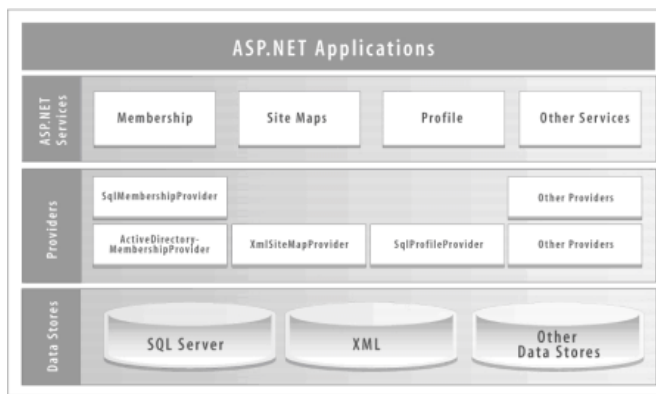 ASP.NET Applications
ASP.NET
Services
Membership
Site Maps
Profile
Other Services
Providers
SqlMembershipProvider
Other Providers
ActiveDirectory-
MembershipProvider
XmlSiteMapProvider
SqlProfileProvider
Other Providers
Data Stores
SQL Server
XML
Other
Data Stores